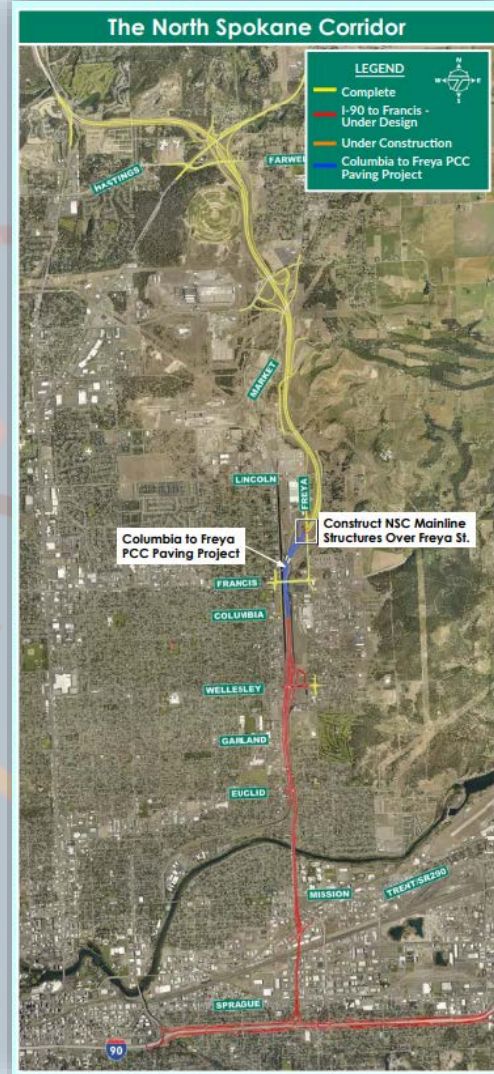 The North Spokane Corridor
LEGEND
N
W
E
S
Complete
I-90 to Francis -
Under Design
Under Construction
Columbia to Freya PCC
Paving Project
HASTINGS
FARWEL
MARKET
LINCOLN
FREYA
Construct NSC Mainline
Structures Over Freya St.
Columbia to Freya
PCC Paving Project
FRANCIS
COLUMBIA
WELLESLEY
GARLAND
EUCLID
MISSION
TRENT/SR290
SPRAGUE
90